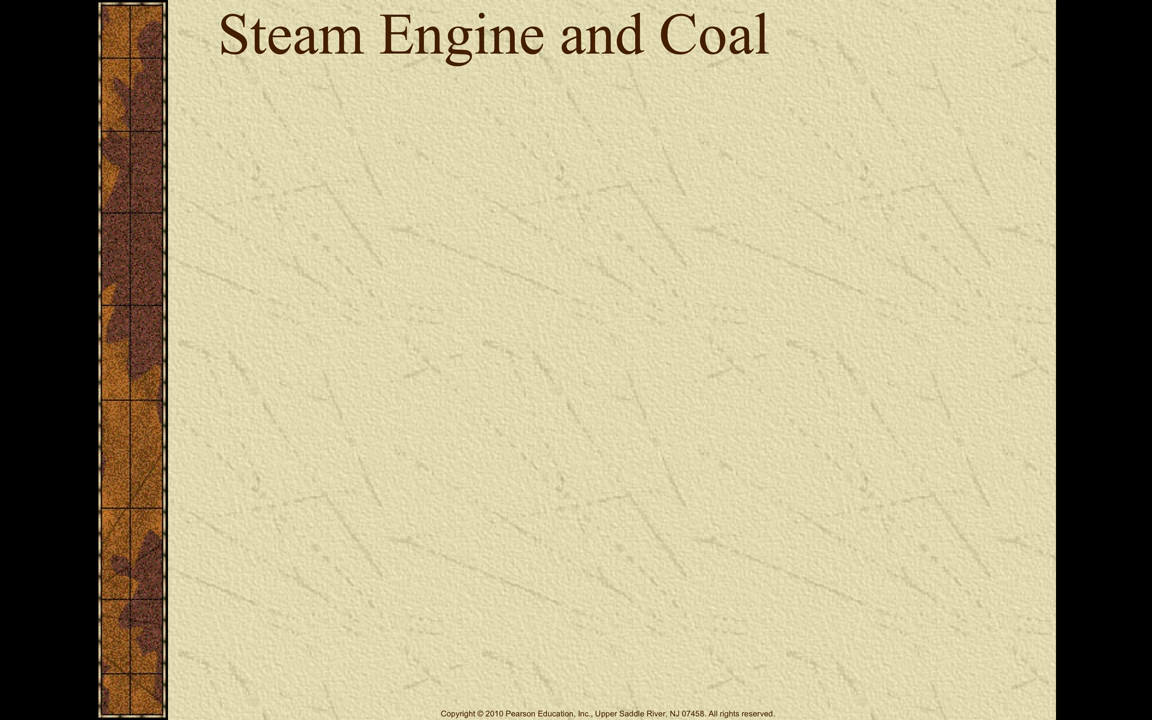 Steam Engine and Coal
Copyright © 2010 Pearson Education, Inc., Upper Saddle River, NJ 07458. All rights reserved.